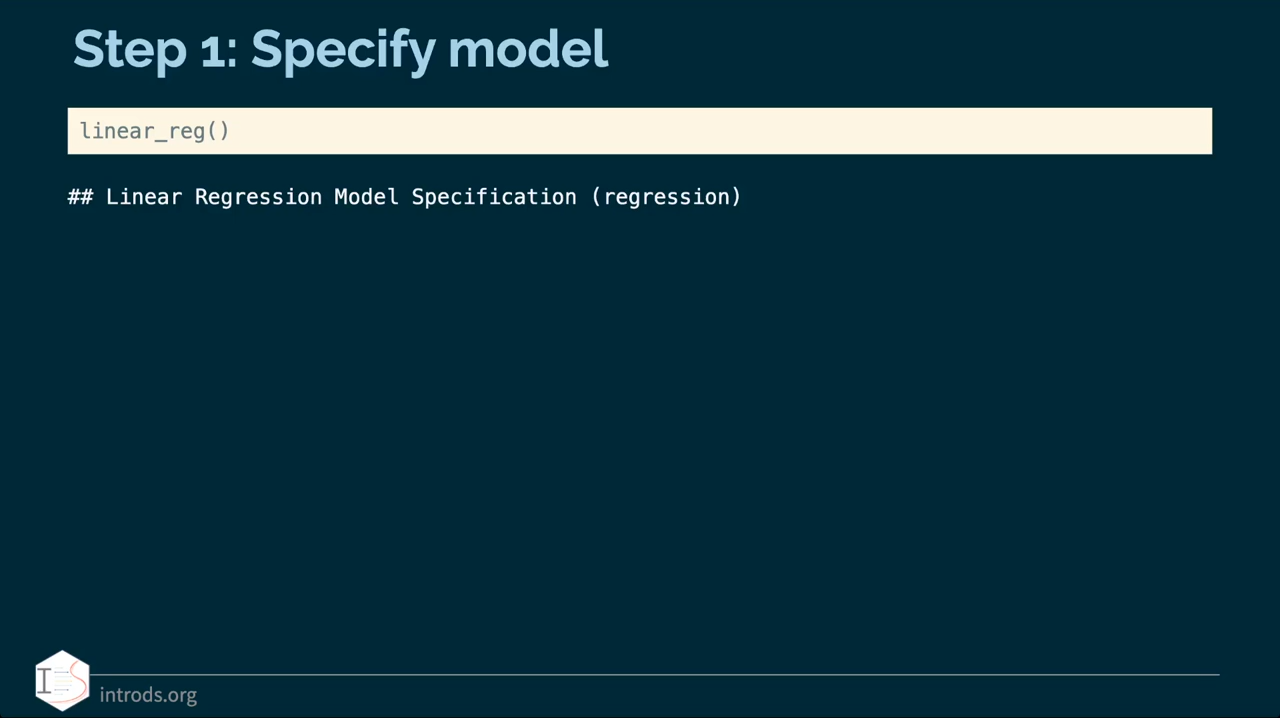 Step 1: Specify model
linear_reg()
## Linear Regression Model Specification (regression)
introds.org